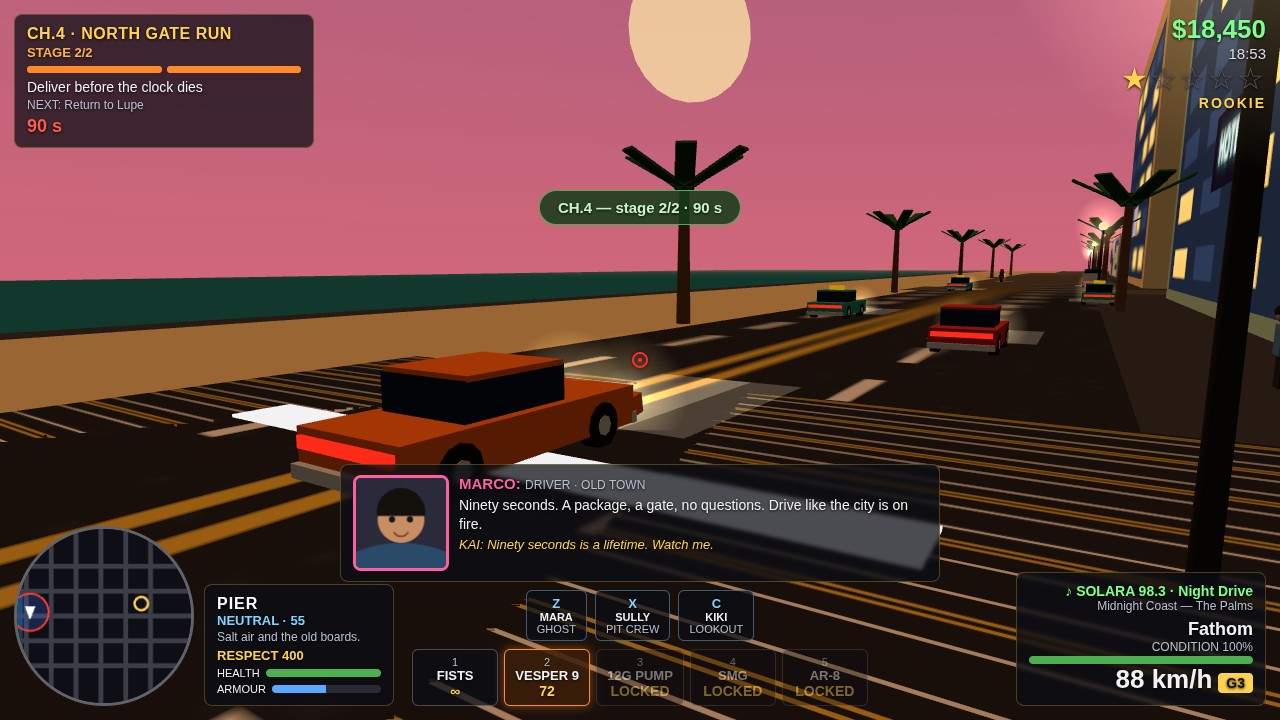 CH.4 · NORTH GATE RUN
STAGE 2/2
Deliver before the clock dies
NEXT: Return to Lupe
90 s
$18,450
18:53
ROOKIE
CH.4 — stage 2/2 · 90 s
MARCO: DRIVER · OLD TOWN
Ninety seconds. A package, a gate, no questions. Drive like the city is on
fire.
KAI: Ninety seconds is a lifetime. Watch me.
PIER
NEUTRAL · 55
Salt air and the old boards.
RESPECT 400
HEALTH
ARMOUR
Z
MARA
GHOST
X
SULLY
PIT CREW
C
KIKI
LOOKOUT
1
FISTS
∞
2
VESPER 9
72
3
12G PUMP
LOCKED
4
SMG
LOCKED
5
AR-8
LOCKED
♪ SOLARA 98.3 · Night Drive
Midnight Coast — The Palms
Fathom
CONDITION 100%
88 km/h G3